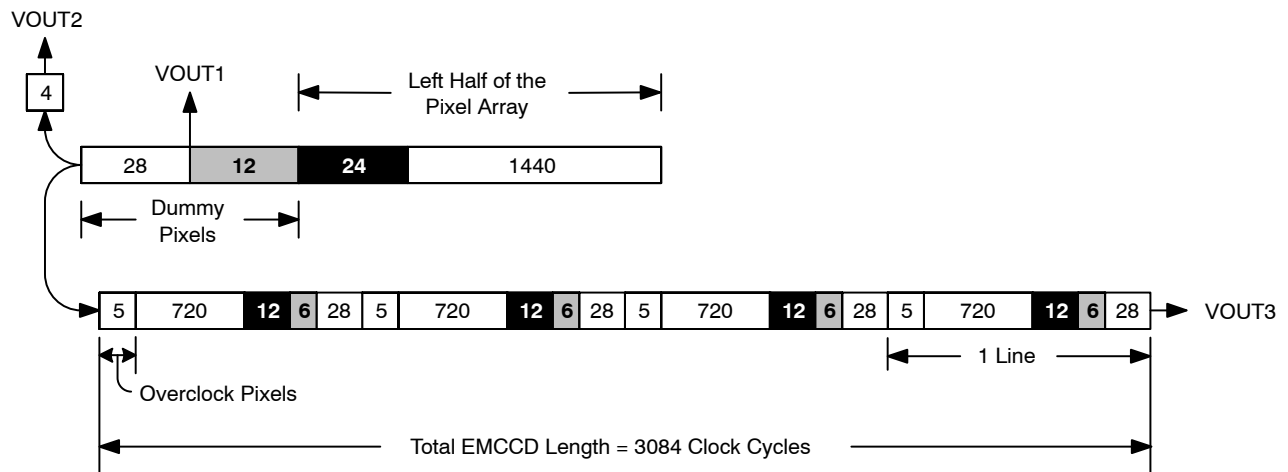 VOUT2
4
VOUT1
Left Half of the
Pixel Array
28 12 24 1440
Dummy
Pixels
5 720 12 6 28 5 720 12 6 28 5 720 12 6 28 5 720 12 6 28 VOUT3
1 Line
Overclock Pixels
Total EMCCD Length = 3084 Clock Cycles